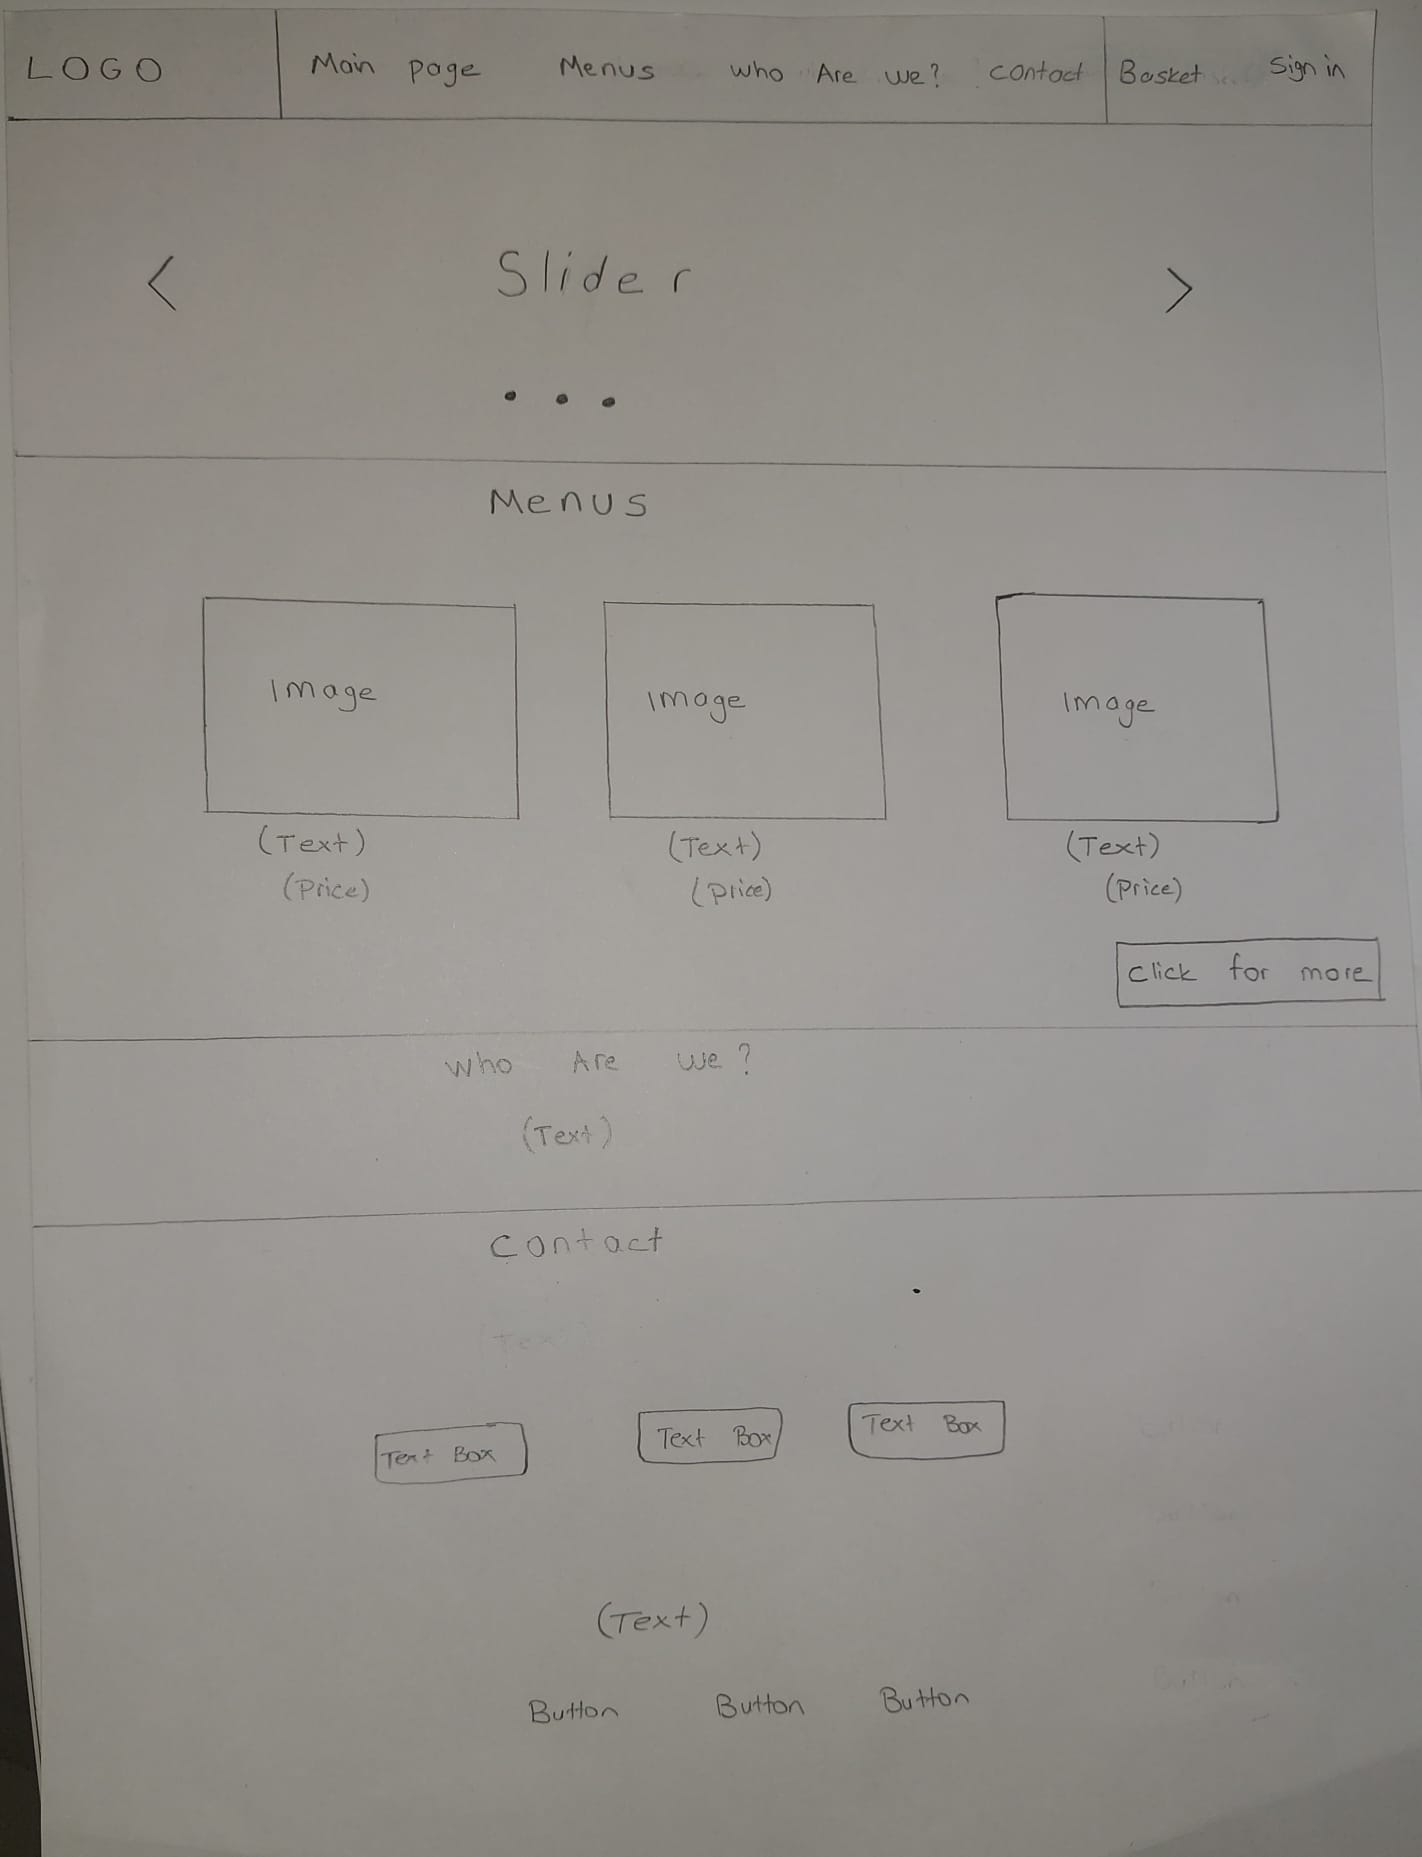 LOGO Main page Menus who Are we? contact Basket Sign in
< Slider >
Menus
Image Image Image
(Text) (Text) (Text)
(Price) (Price) (Price)
Click for more
who Are we?
(Text)
Contact
Text Box Text Box Text Box
(Text)
Button Button Button